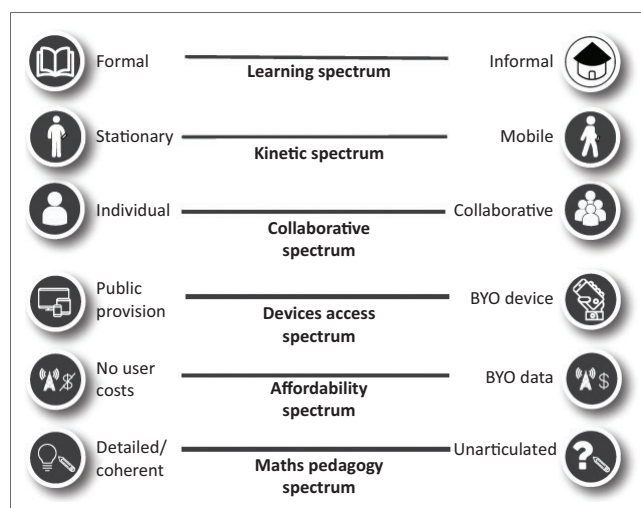 Formal
Informal
Learning spectrum
Stationary
Mobile
Kinetic spectrum
Individual
Collaborative
Collaborative
spectrum
Public
provision
BYO device
Devices access
spectrum
No user
costs
BYO data
$
$
Affordability
spectrum
Detailed/
coherent
Unarticulated
?
Maths pedagogy
spectrum